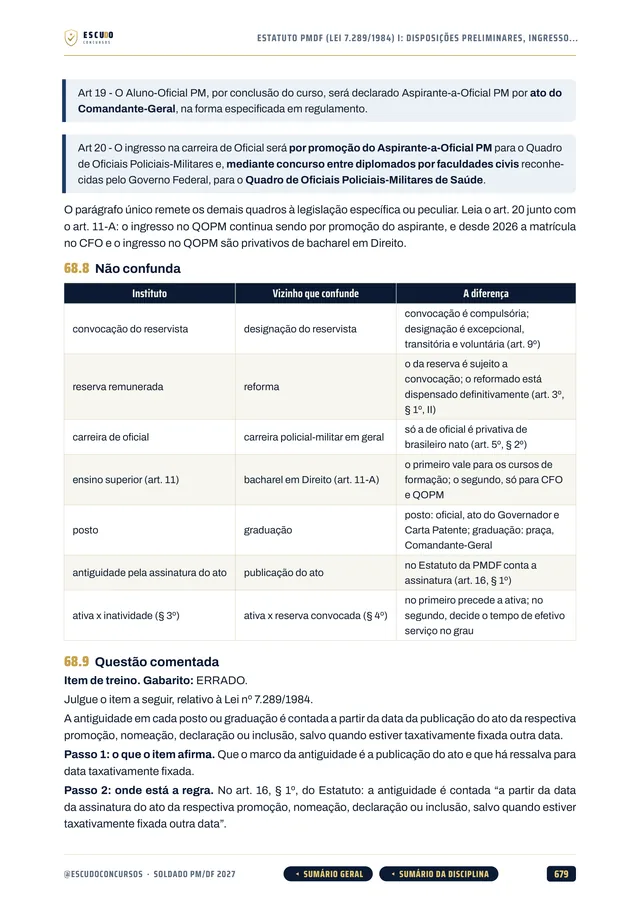 ESCUDO
CONCURSOS
ESTATUTO PMDF (LEI 7.289/1984) I: DISPOSIÇÕES PRELIMINARES, INGRESSO...
Art 19 - O Aluno-Oficial PM, por conclusão do curso, será declarado Aspirante-a-Oficial PM por ato do
Comandante-Geral, na forma especificada em regulamento.
Art 20 - O ingresso na carreira de Oficial será por promoção do Aspirante-a-Oficial PM para o Quadro
de Oficiais Policiais-Militares e, mediante concurso entre diplomados por faculdades civis reconhe-
cidas pelo Governo Federal, para o Quadro de Oficiais Policiais-Militares de Saúde.
O parágrafo único remete os demais quadros à legislação específica ou peculiar. Leia o art. 20 junto com
o art. 11-A: o ingresso no QOPM continua sendo por promoção do aspirante, e desde 2026 a matrícula
no CFO e o ingresso no QOPM são privativos de bacharel em Direito.
68.8 Não confunda
Instituto Vizinho que confunde A diferença
convocação do reservista designação do reservista convocação é compulsória;
designação é excepcional,
transitória e voluntária (art. 9º)
reserva remunerada reforma o da reserva é sujeito a
convocação; o reformado está
dispensado definitivamente (art. 3º,
§ 1º, II)
carreira de oficial carreira policial-militar em geral só a de oficial é privativa de
brasileiro nato (art. 5º, § 2º)
ensino superior (art. 11) bacharel em Direito (art. 11-A) o primeiro vale para os cursos de
formação; o segundo, só para CFO
e QOPM
posto graduação posto: oficial, ato do Governador e
Carta Patente; graduação: praça,
Comandante-Geral
antiguidade pela assinatura do ato publicação do ato no Estatuto da PMDF conta a
assinatura (art. 16, § 1º)
ativa x inatividade (§ 3º) ativa x reserva convocada (§ 4º) no primeiro precede a ativa; no
segundo, decide o tempo de efetivo
serviço no grau
68.9 Questão comentada
Item de treino. Gabarito: ERRADO.
Julgue o item a seguir, relativo à Lei nº 7.289/1984.
A antiguidade em cada posto ou graduação é contada a partir da data da publicação do ato da respectiva
promoção, nomeação, declaração ou inclusão, salvo quando estiver taxativamente fixada outra data.
Passo 1: o que o item afirma. Que o marco da antiguidade é a publicação do ato e que há ressalva para
data taxativamente fixada.
Passo 2: onde está a regra. No art. 16, § 1º, do Estatuto: a antiguidade é contada “a partir da data
da assinatura do ato da respectiva promoção, nomeação, declaração ou inclusão, salvo quando estiver
taxativamente fixada outra data”.
@ESCUDOCONCURSOS · SOLDADO PM/DF 2027
SUMÁRIO GERAL
SUMÁRIO DA DISCIPLINA
679